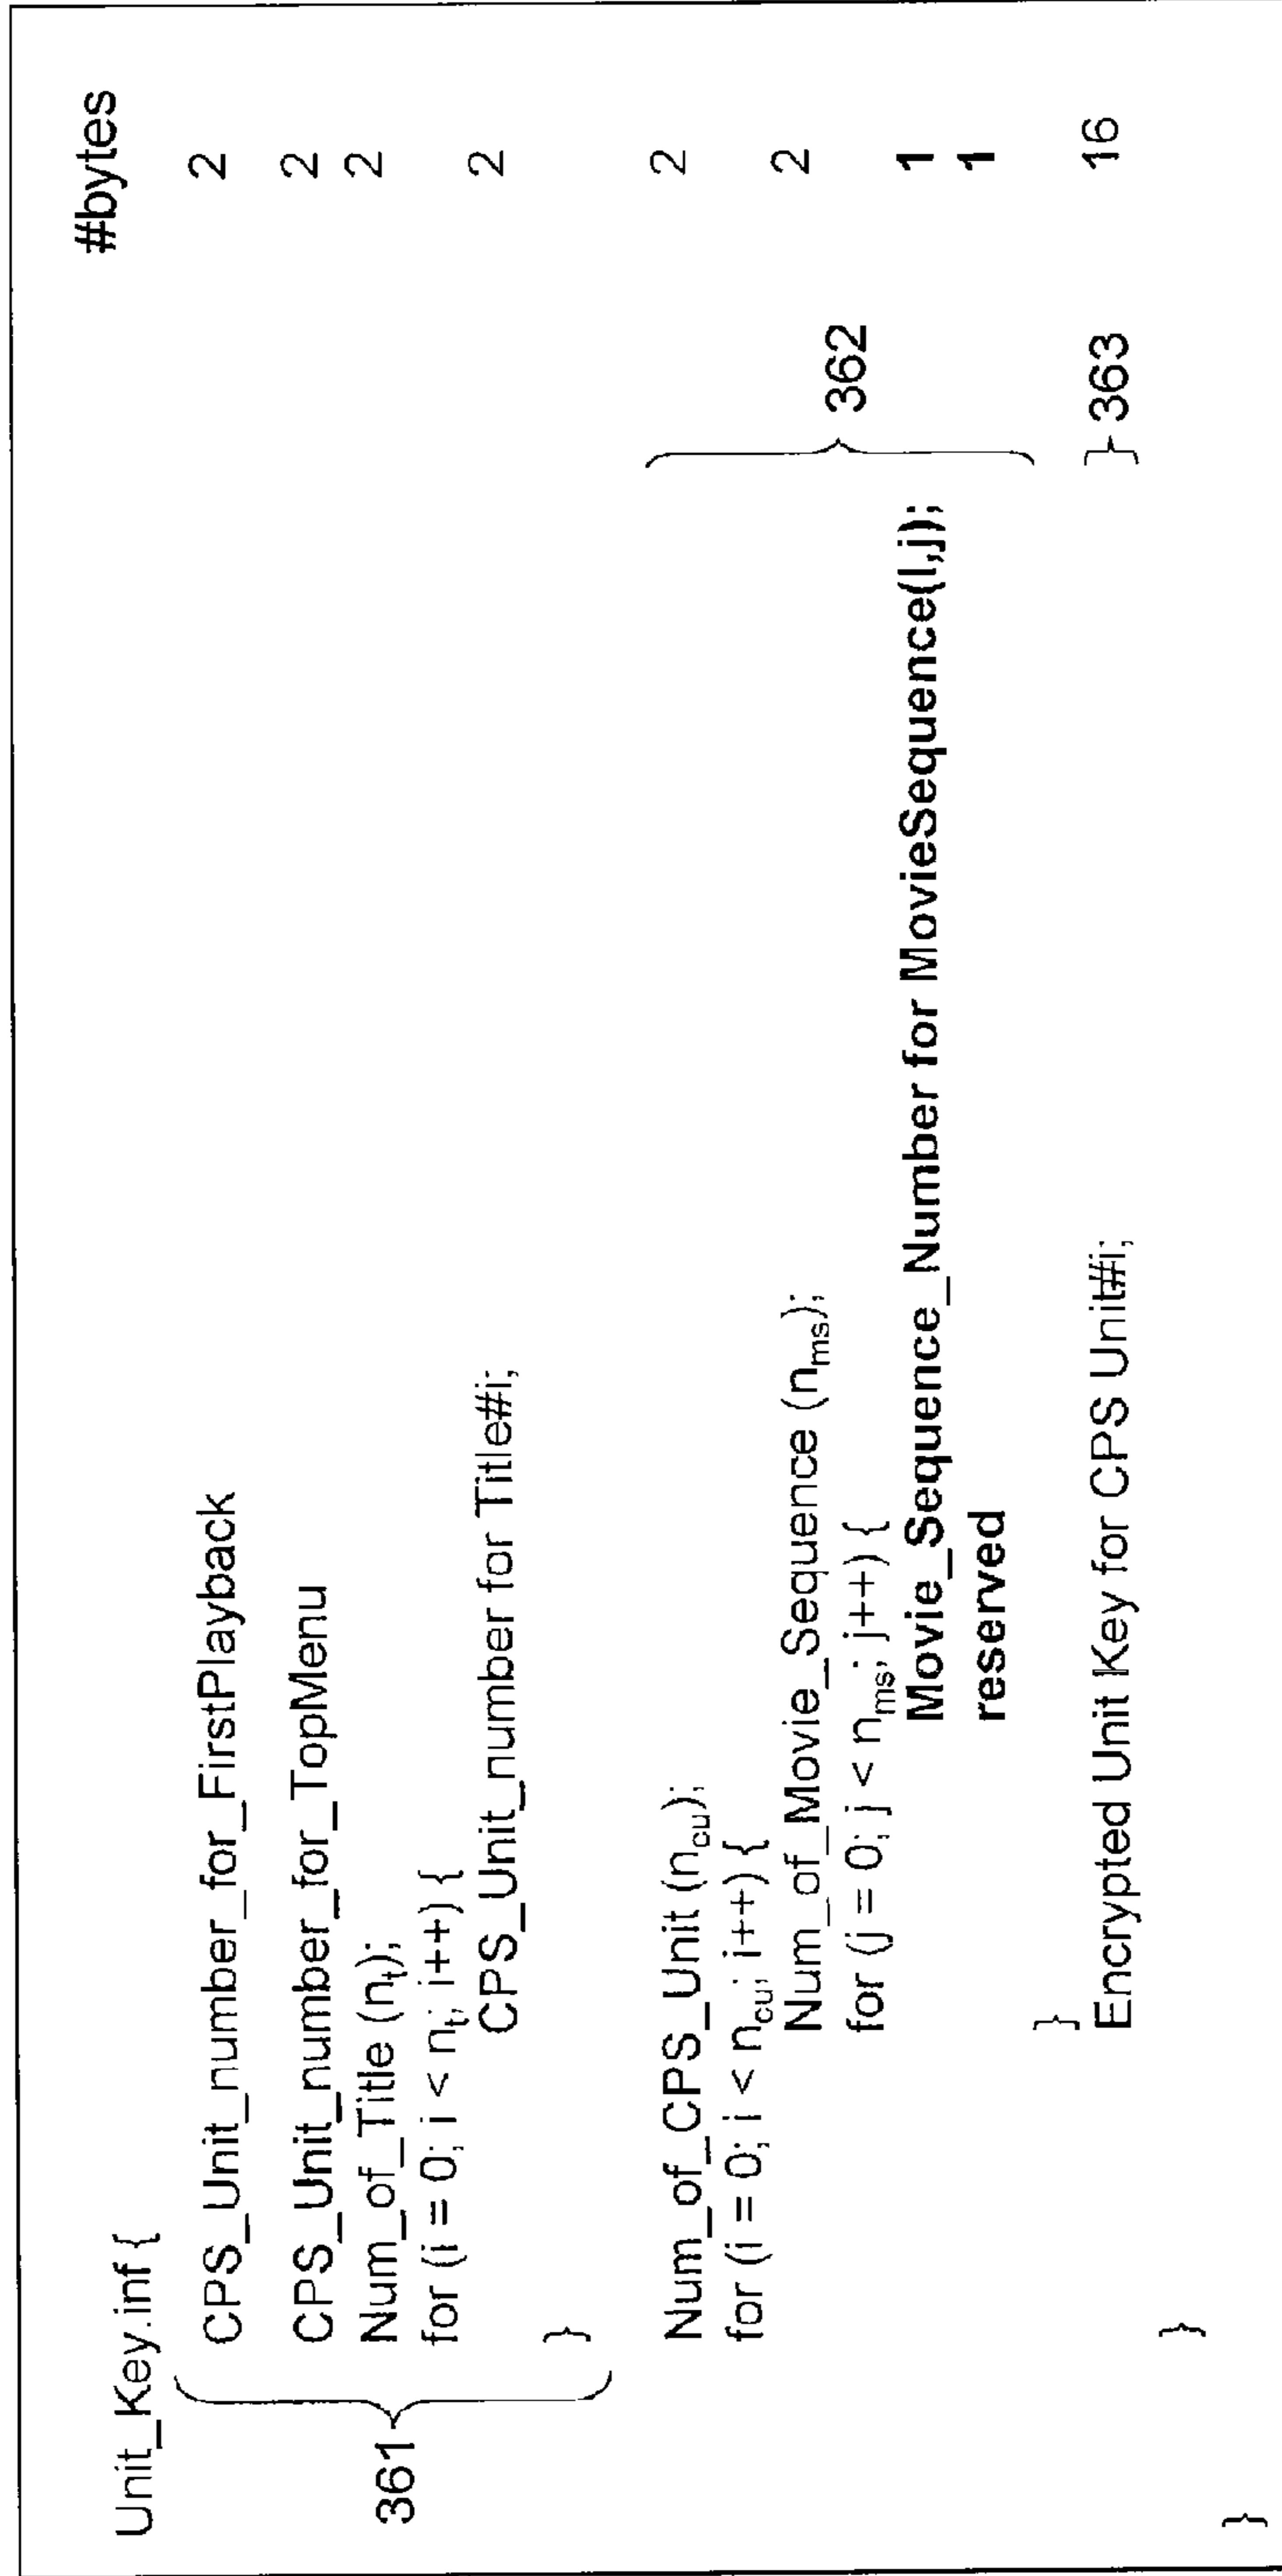 #bytes
Unit_Key.inf {
CPS_Unit_number_for_FirstPlayback 2
CPS_Unit_number_for_TopMenu 2
Num_of_Title (nt); 2
for (i = 0; i < nt; i++) {
CPS_Unit_number for Title#i; 2
}
361
Num_of_CPS_Unit (ncu); 2
for (i = 0; i < ncu; i++) {
Num_of_Movie_Sequence (nms); 2
for (j = 0; j < nms; j++) {
Movie_Sequence_Number for MovieSequence(I,j); 1
reserved 1
362
}
Encrypted Unit Key for CPS Unit#i; } 363 16
}
}